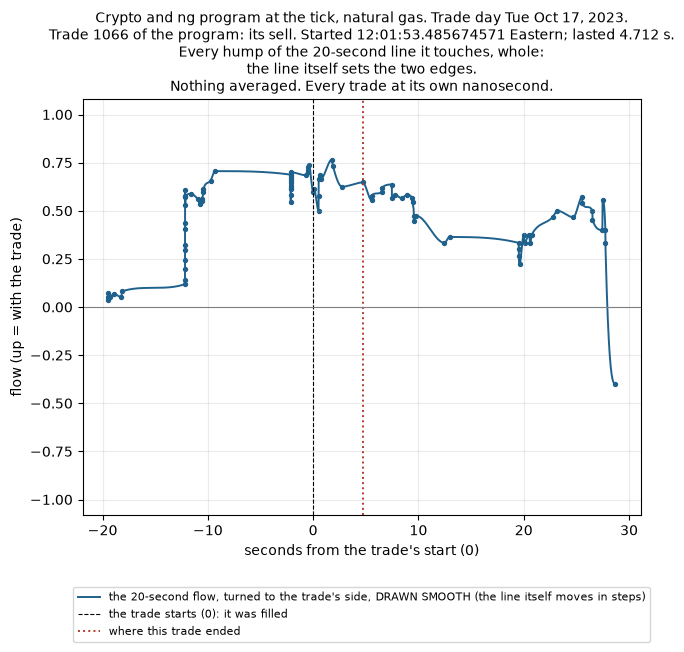 Crypto and ng program at the tick, natural gas. Trade day Tue Oct 17, 2023.
Trade 1066 of the program: its sell. Started 12:01:53.485674571 Eastern; lasted 4.712 s.
Every hump of the 20-second line it touches, whole:
the line itself sets the two edges.
Nothing averaged. Every trade at its own nanosecond.
1.00
0.75
0.50
0.25
0.00
−0.25
−0.50
−0.75
−1.00
flow (up = with the trade)
−20
−10
0
10
20
30
seconds from the trade's start (0)
the 20-second flow, turned to the trade's side, DRAWN SMOOTH (the line itself moves in steps)
the trade starts (0): it was filled
where this trade ended